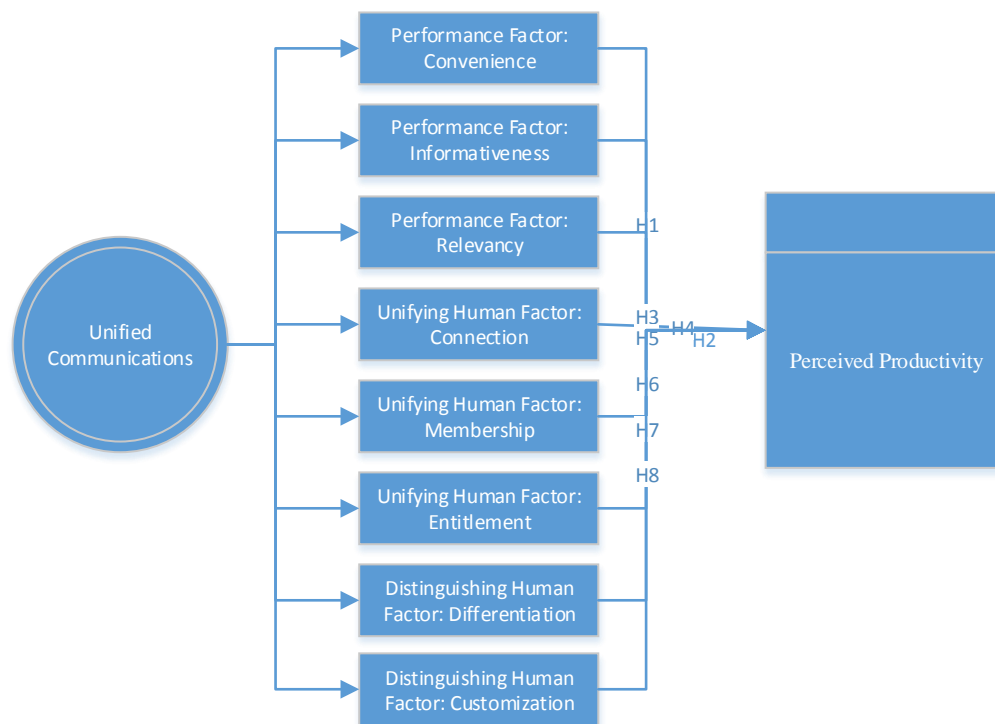 Performance Factor:
Convenience
Performance Factor:
Informativeness
Performance Factor:
Relevancy
Unifying Human Factor:
Connection
Unifying Human Factor:
Membership
Unifying Human Factor:
Entitlement
Distinguishing Human
Factor: Differentiation
Distinguishing Human
Factor: Customization
Unified
Communications
H1
H3
H4
H5
H2
H6
H7
H8
Perceived Productivity